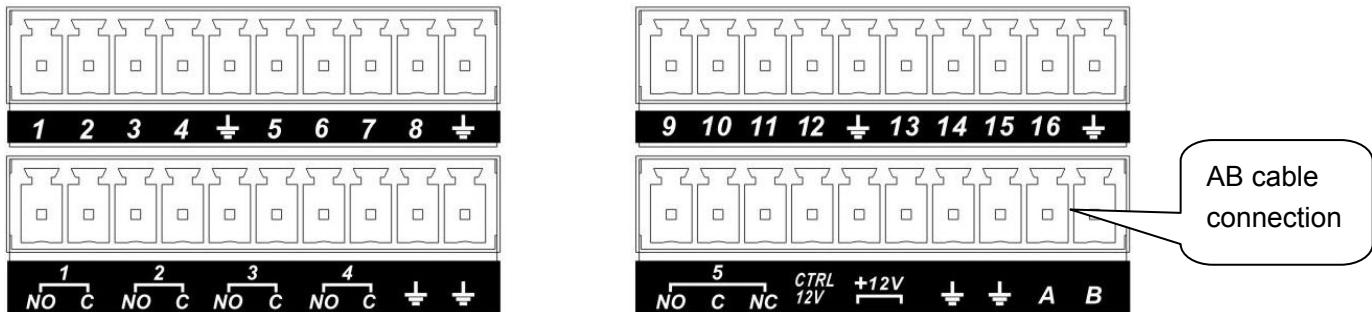 1 2 3 4 ⏚ 5 6 7 8 ⏚
9 10 11 12 ⏚ 13 14 15 16 ⏚
AB cable
connection
1 2 3 4
NO C NO C NO C NO C ⏚ ⏚
5 CTRL 12V +12V
NO C NC ⏚ ⏚ A B